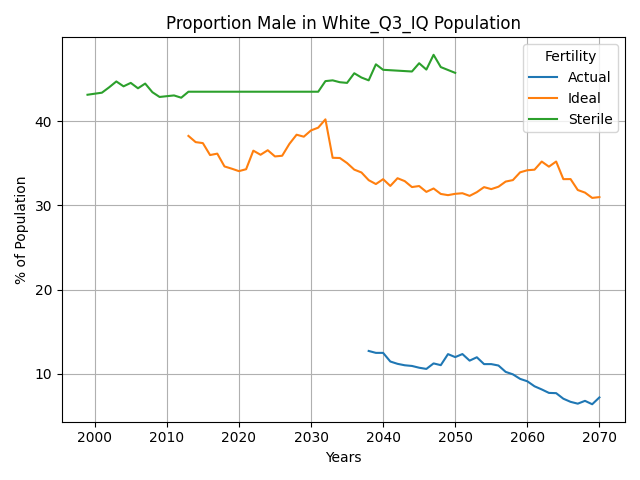 Proportion Male in White_Q3_IQ Population
Fertility
Actual
Ideal
Sterile
% of Population
40
30
20
10
2000 2010 2020 2030 2040 2050 2060 2070
Years